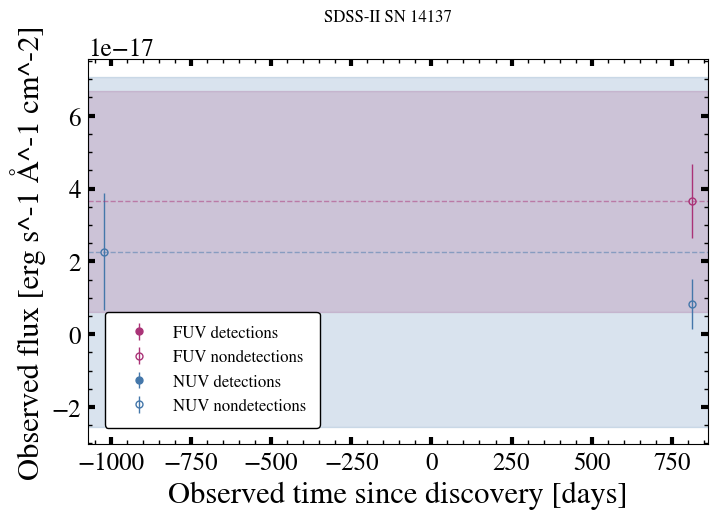 SDSS-II SN 14137
1e−17
Observed flux [erg s^-1 Å^-1 cm^-2]
6
4
2
0
−2
FUV detections
FUV nondetections
NUV detections
NUV nondetections
−1000 −750 −500 −250 0 250 500 750
Observed time since discovery [days]